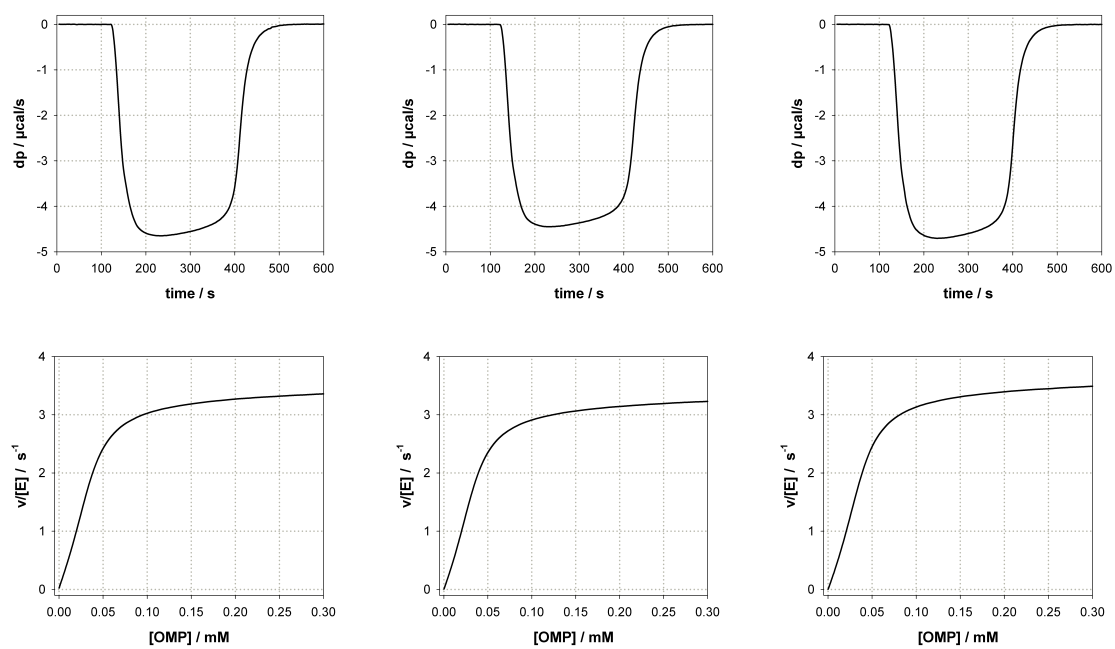 0 0 0
-1 -1 -1
-2 -2 -2
-3 -3 -3
-4 -4 -4
-5 -5 -5
dp / µcal/s dp / µcal/s dp / µcal/s
0 100 200 300 400 500 600 0 100 200 300 400 500 600 0 100 200 300 400 500 600
time / s time / s time / s
4 4 4
3 3 3
2 2 2
1 1 1
0 0 0
v/[E] / s⁻¹ v/[E] / s⁻¹ v/[E] / s⁻¹
0.00 0.05 0.10 0.15 0.20 0.25 0.30 0.00 0.05 0.10 0.15 0.20 0.25 0.30 0.00 0.05 0.10 0.15 0.20 0.25 0.30
[OMP] / mM [OMP] / mM [OMP] / mM